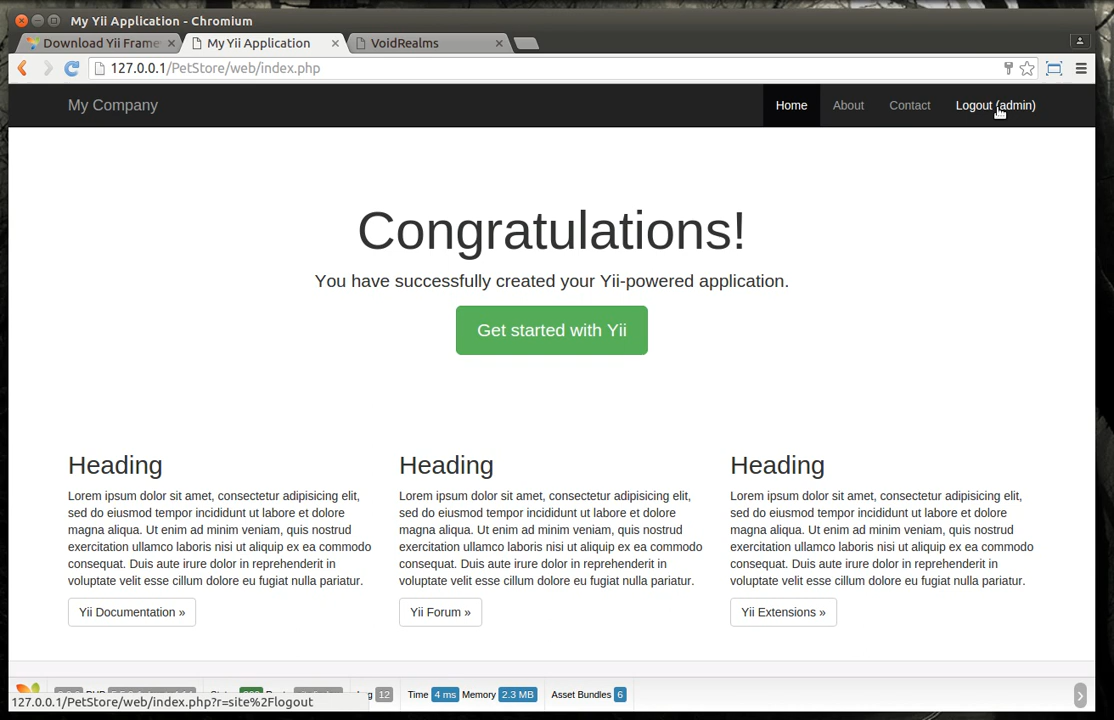 My Yii Application - Chromium
Download Yii Frame
My Yii Application
VoidRealms
127.0.0.1/PetStore/web/index.php
My Company
Home
About
Contact
Logout (admin)
Congratulations!
You have successfully created your Yii-powered application.
Get started with Yii
Heading
Lorem ipsum dolor sit amet, consectetur adipisicing elit,
sed do eiusmod tempor incididunt ut labore et dolore
magna aliqua. Ut enim ad minim veniam, quis nostrud
exercitation ullamco laboris nisi ut aliquip ex ea commodo
consequat. Duis aute irure dolor in reprehenderit in
voluptate velit esse cillum dolore eu fugiat nulla pariatur.
Yii Documentation »
Heading
Lorem ipsum dolor sit amet, consectetur adipisicing elit,
sed do eiusmod tempor incididunt ut labore et dolore
magna aliqua. Ut enim ad minim veniam, quis nostrud
exercitation ullamco laboris nisi ut aliquip ex ea commodo
consequat. Duis aute irure dolor in reprehenderit in
voluptate velit esse cillum dolore eu fugiat nulla pariatur.
Yii Forum »
Heading
Lorem ipsum dolor sit amet, consectetur adipisicing elit,
sed do eiusmod tempor incididunt ut labore et dolore
magna aliqua. Ut enim ad minim veniam, quis nostrud
exercitation ullamco laboris nisi ut aliquip ex ea commodo
consequat. Duis aute irure dolor in reprehenderit in
voluptate velit esse cillum dolore eu fugiat nulla pariatur.
Yii Extensions »
12 Time 4 ms Memory 2.3 MB Asset Bundles 6
127.0.0.1/PetStore/web/index.php?r=site%2Flogout